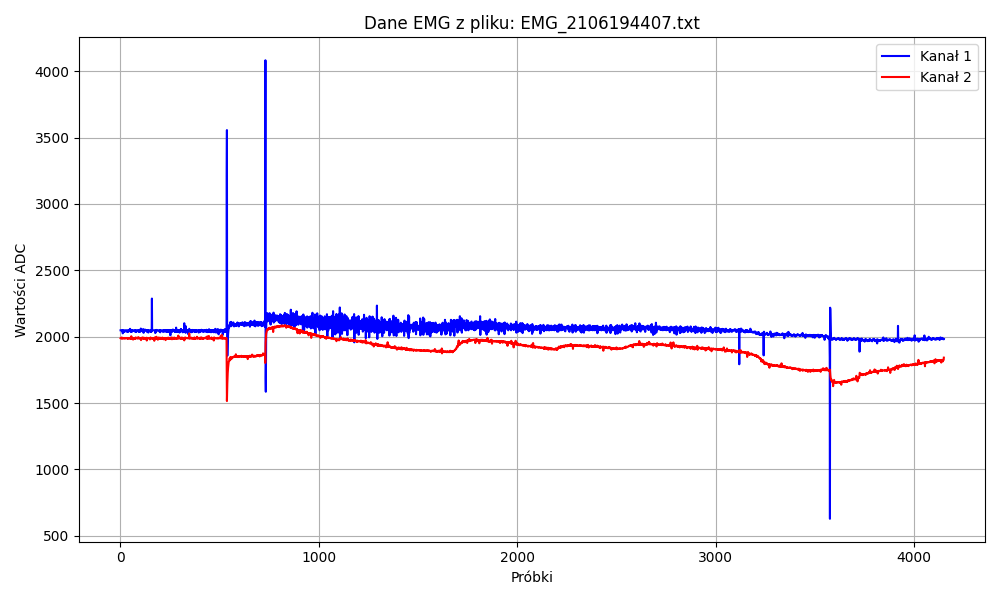 Dane EMG z pliku: EMG_2106194407.txt
Kanał 1
Kanał 2
Wartości ADC
4000
3500
3000
2500
2000
1500
1000
500
0 1000 2000 3000 4000
Próbki